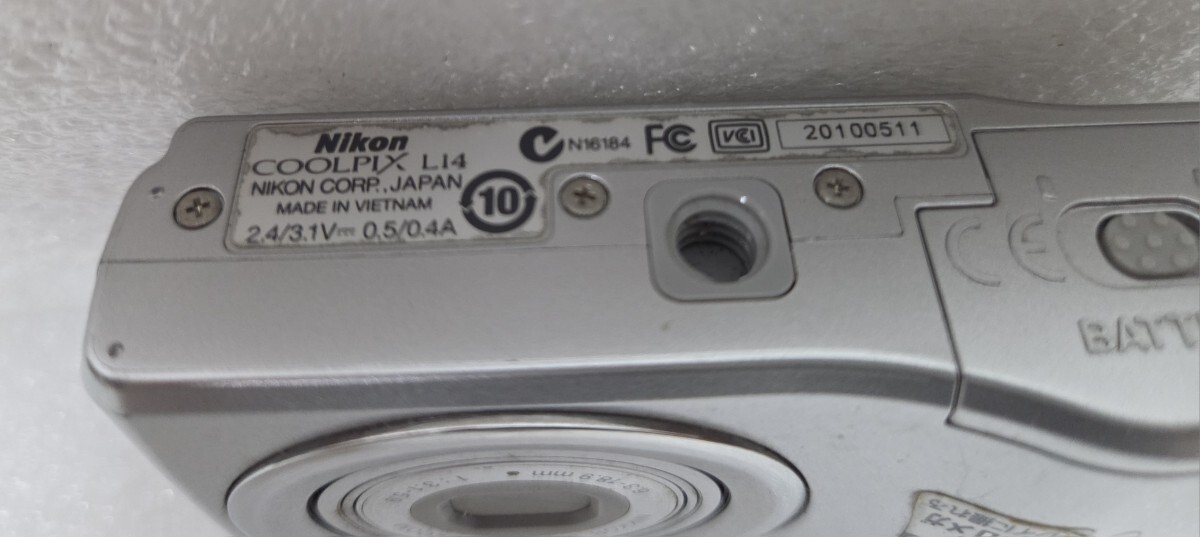 Nikon
COOLPIX L14
NIKON CORP., JAPAN
MADE IN VIETNAM
2.4/3.1V⎓ 0.5/0.4A
10
N16184 FC VCI 20100511
CE
BATT